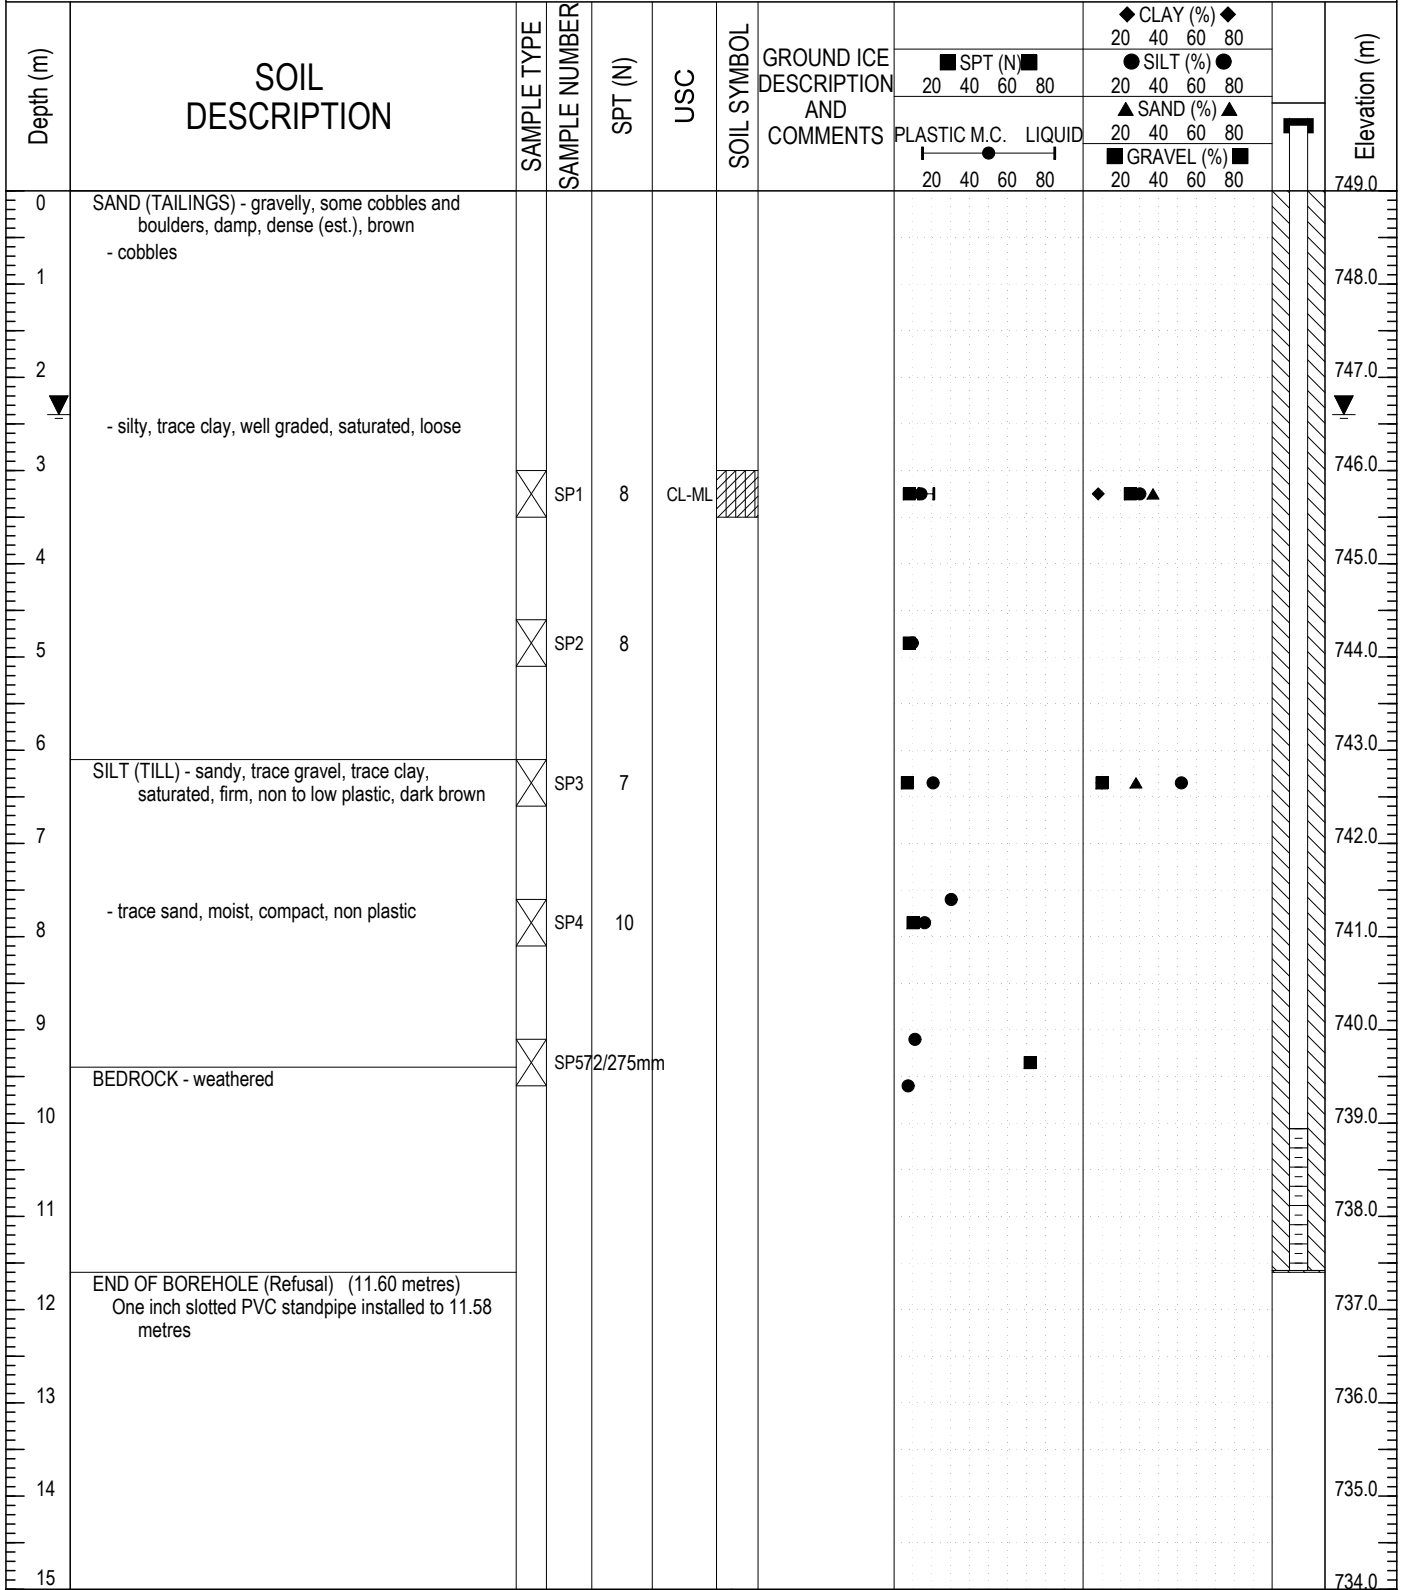 Depth (m)
SOIL
DESCRIPTION
SAMPLE TYPE
SAMPLE NUMBER
SPT (N)
USC
SOIL SYMBOL
GROUND ICE
DESCRIPTION
AND
COMMENTS
SPT (N)
20 40 60 80
PLASTIC M.C. LIQUID
20 40 60 80
CLAY (%)
20 40 60 80
SILT (%)
20 40 60 80
SAND (%)
20 40 60 80
GRAVEL (%)
20 40 60 80
Elevation (m)
749.0
0
SAND (TAILINGS) - gravelly, some cobbles and
boulders, damp, dense (est.), brown
- cobbles
1
748.0
2
747.0
- silty, trace clay, well graded, saturated, loose
3
746.0
SP1 8 CL-ML
4
745.0
SP2 8
5
744.0
6
743.0
SILT (TILL) - sandy, trace gravel, trace clay,
saturated, firm, non to low plastic, dark brown
SP3 7
7
742.0
- trace sand, moist, compact, non plastic
SP4 10
8
741.0
9
740.0
SP5 72/275mm
BEDROCK - weathered
10
739.0
11
738.0
END OF BOREHOLE (Refusal) (11.60 metres)
One inch slotted PVC standpipe installed to 11.58
metres
12
737.0
13
736.0
14
735.0
15
734.0